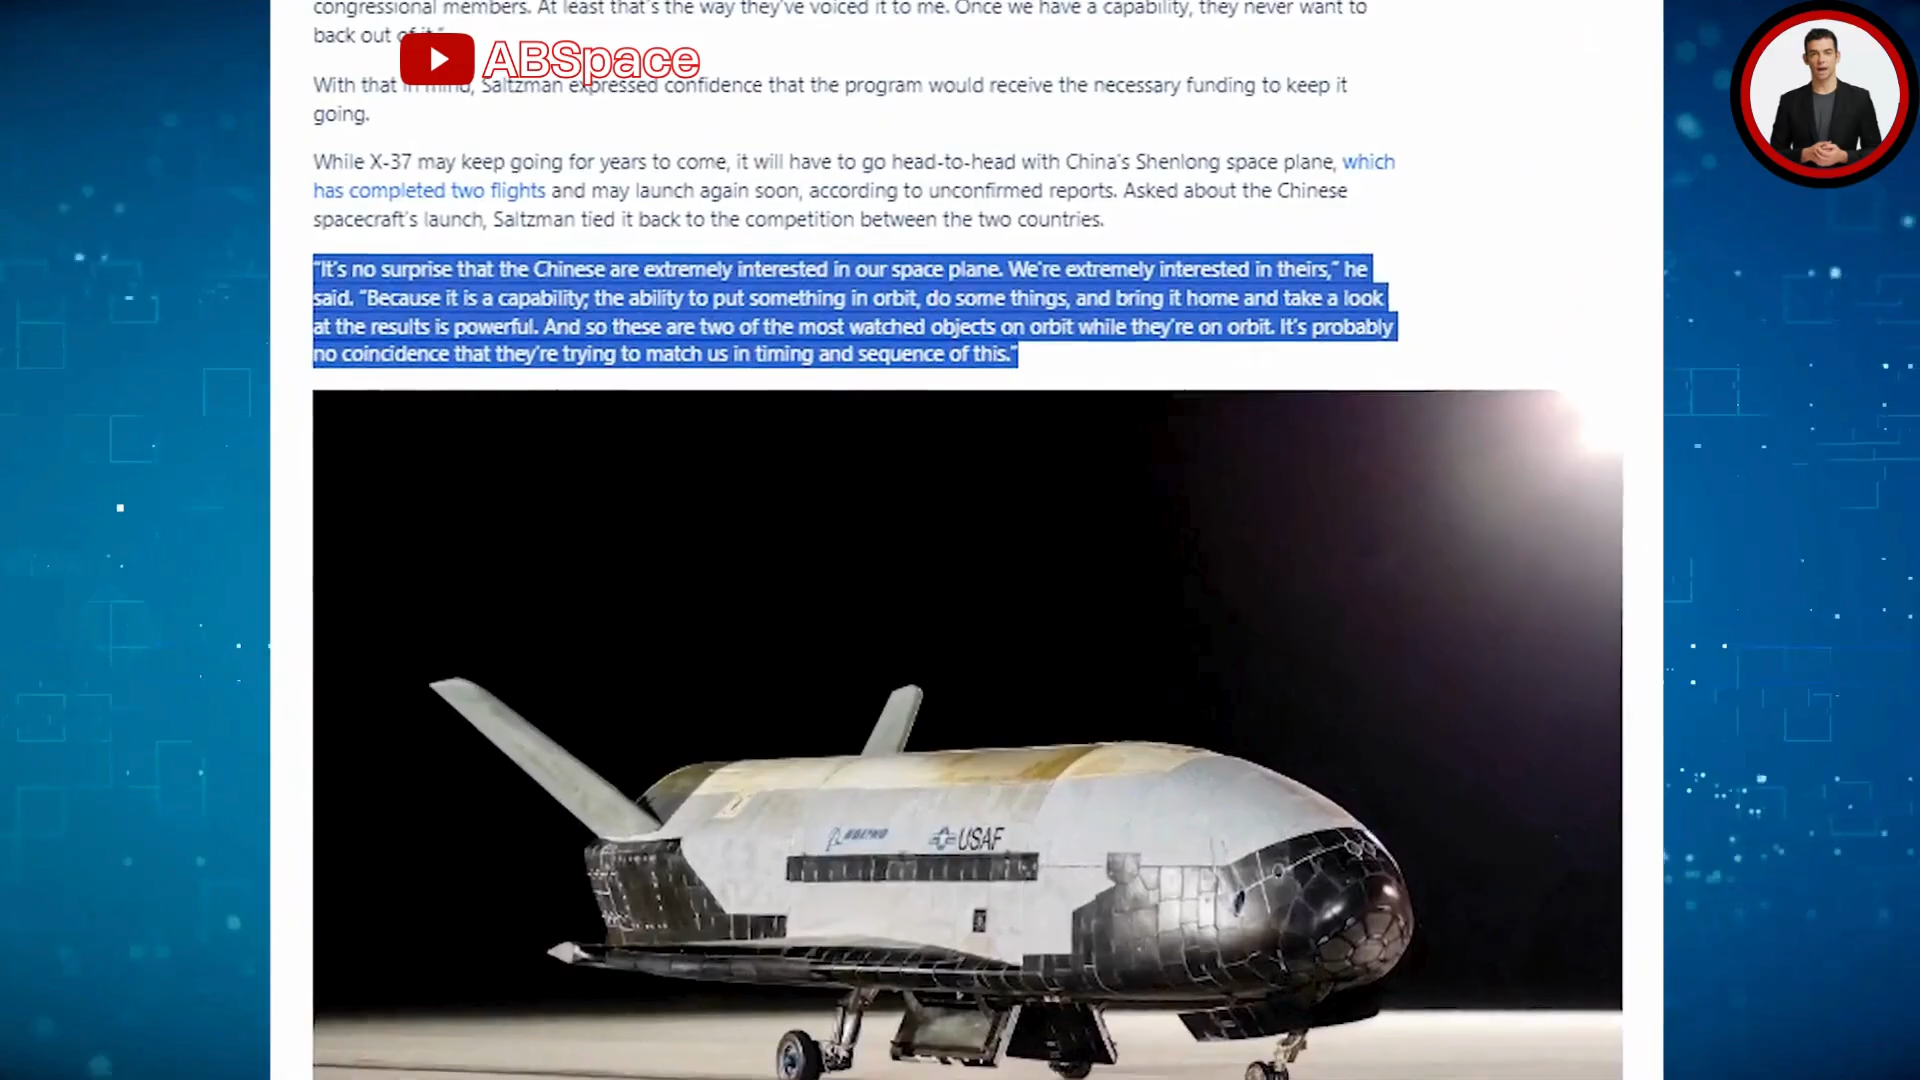 congressional members. At least that's the way they've voiced it to me. Once we have a capability, they never want to
back out of it."
ABSpace
With that in mind, Saltzman expressed confidence that the program would receive the necessary funding to keep it
going.
While X-37 may keep going for years to come, it will have to go head-to-head with China's Shenlong space plane, which
has completed two flights and may launch again soon, according to unconfirmed reports. Asked about the Chinese
spacecraft's launch, Saltzman tied it back to the competition between the two countries.
"It's no surprise that the Chinese are extremely interested in our space plane. We're extremely interested in theirs," he
said. "Because it is a capability; the ability to put something in orbit, do some things, and bring it home and take a look
at the results is powerful. And so these are two of the most watched objects on orbit while they're on orbit. It's probably
no coincidence that they're trying to match us in timing and sequence of this."
BOEING
USAF